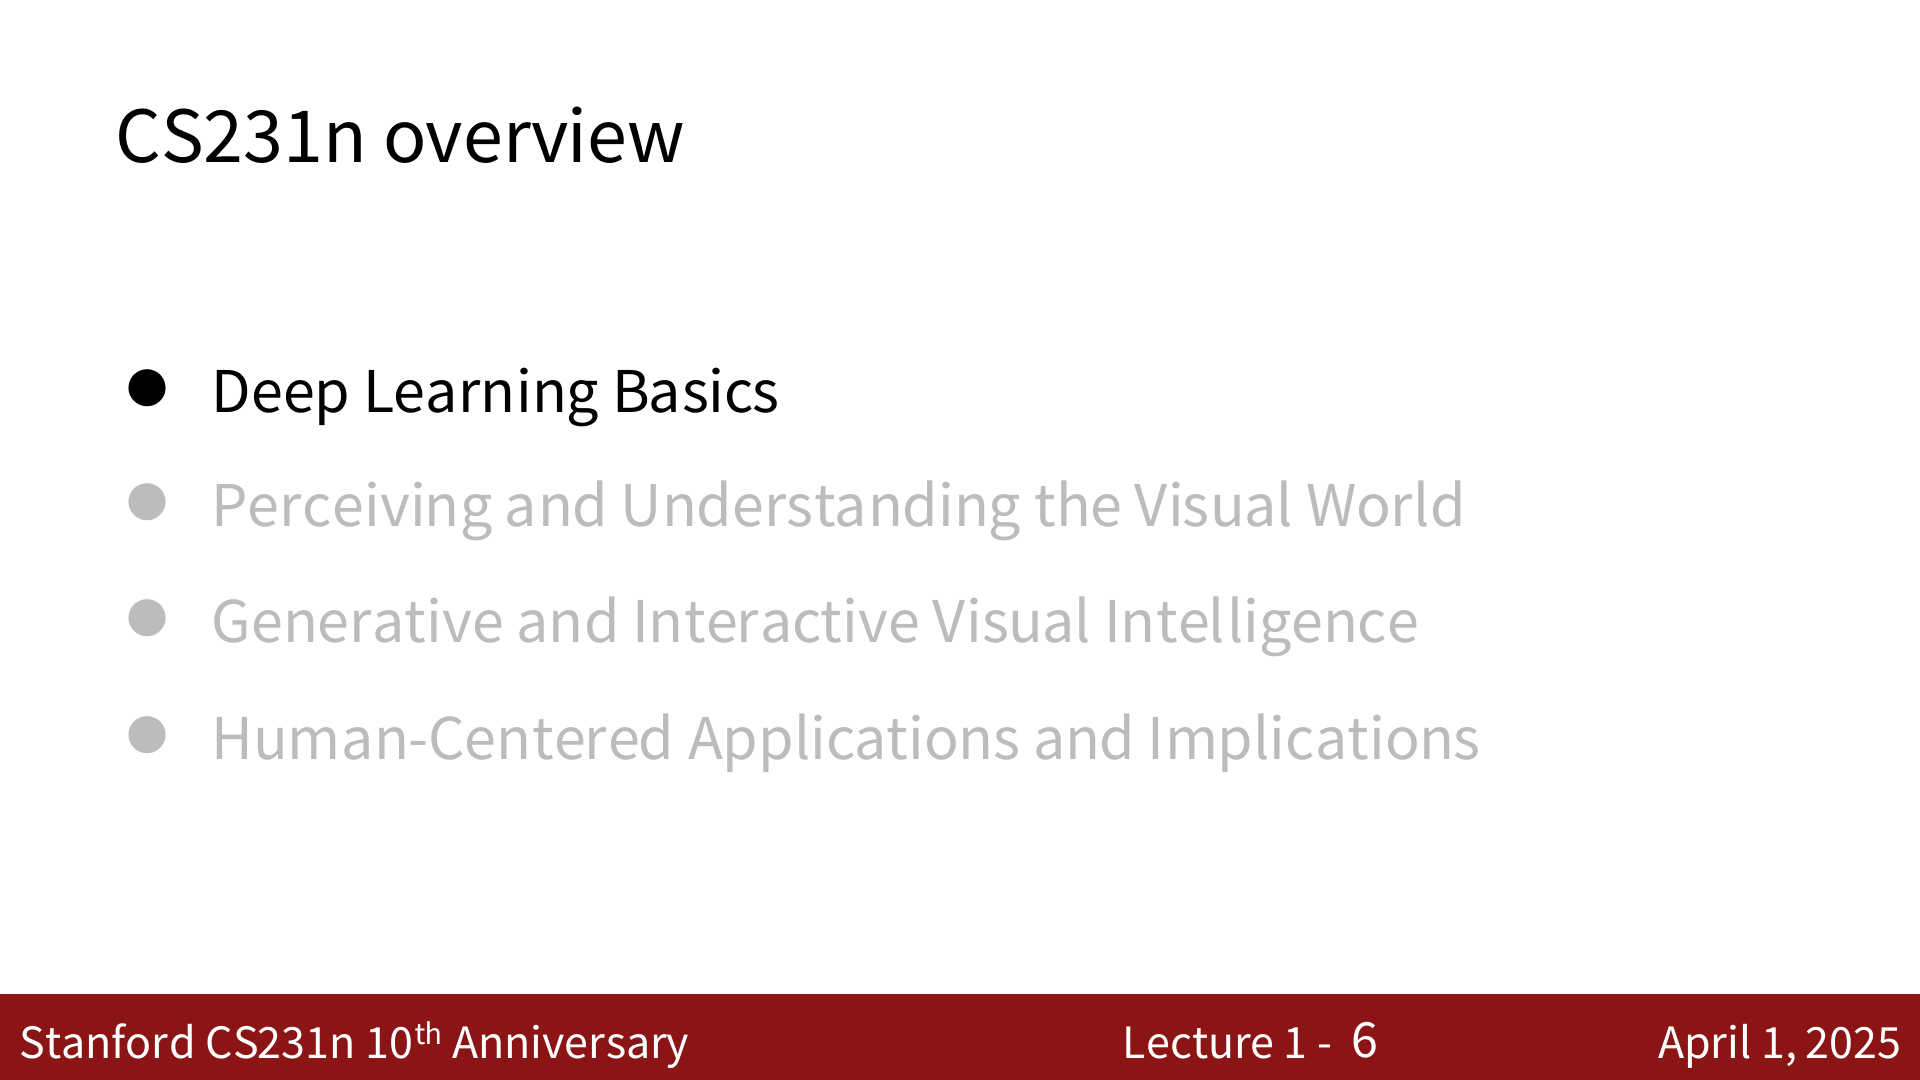 CS231n overview
● Deep Learning Basics
● Perceiving and Understanding the Visual World
● Generative and Interactive Visual Intelligence
● Human-Centered Applications and Implications
Stanford CS231n 10th Anniversary
Lecture 1 - 6
April 1, 2025